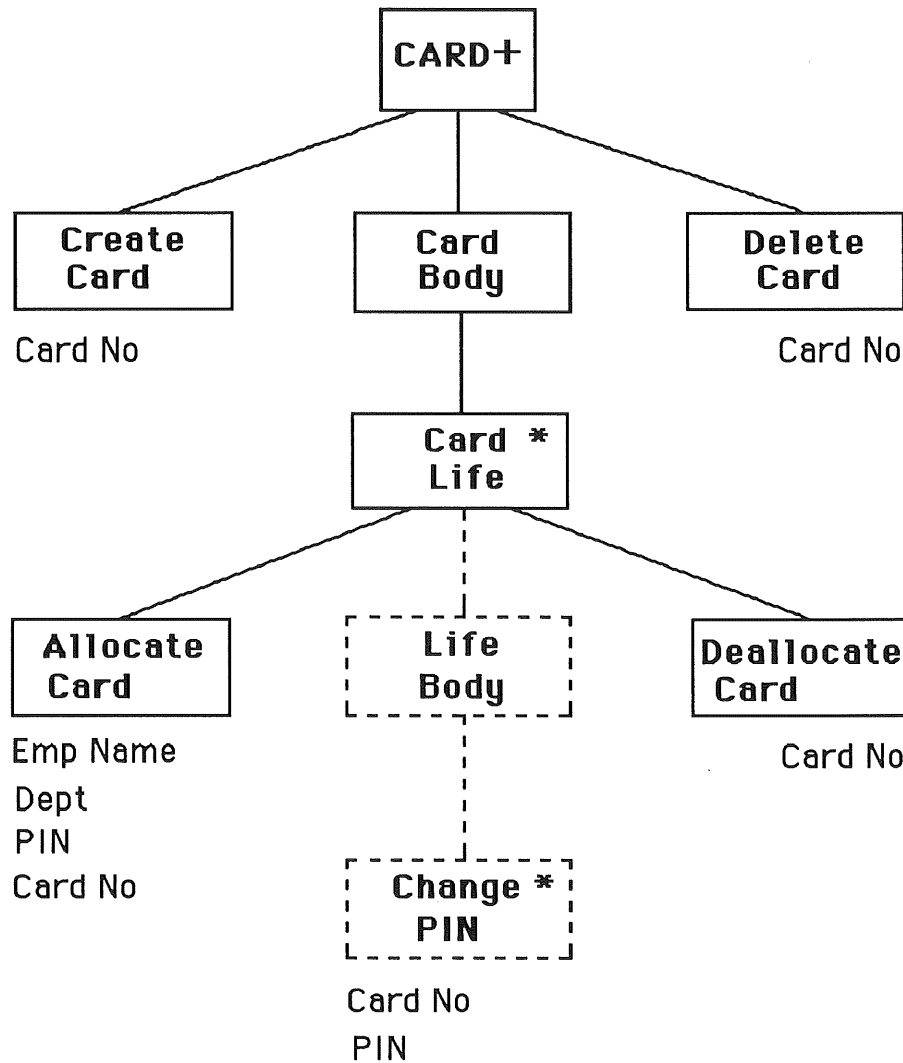 CARD+
Create
Card
Card
Body
Delete
Card
Card No
Card No
Card *
Life
Allocate
Card
Life
Body
Deallocate
Card
Emp Name
Dept
PIN
Card No
Card No
Change *
PIN
Card No
PIN